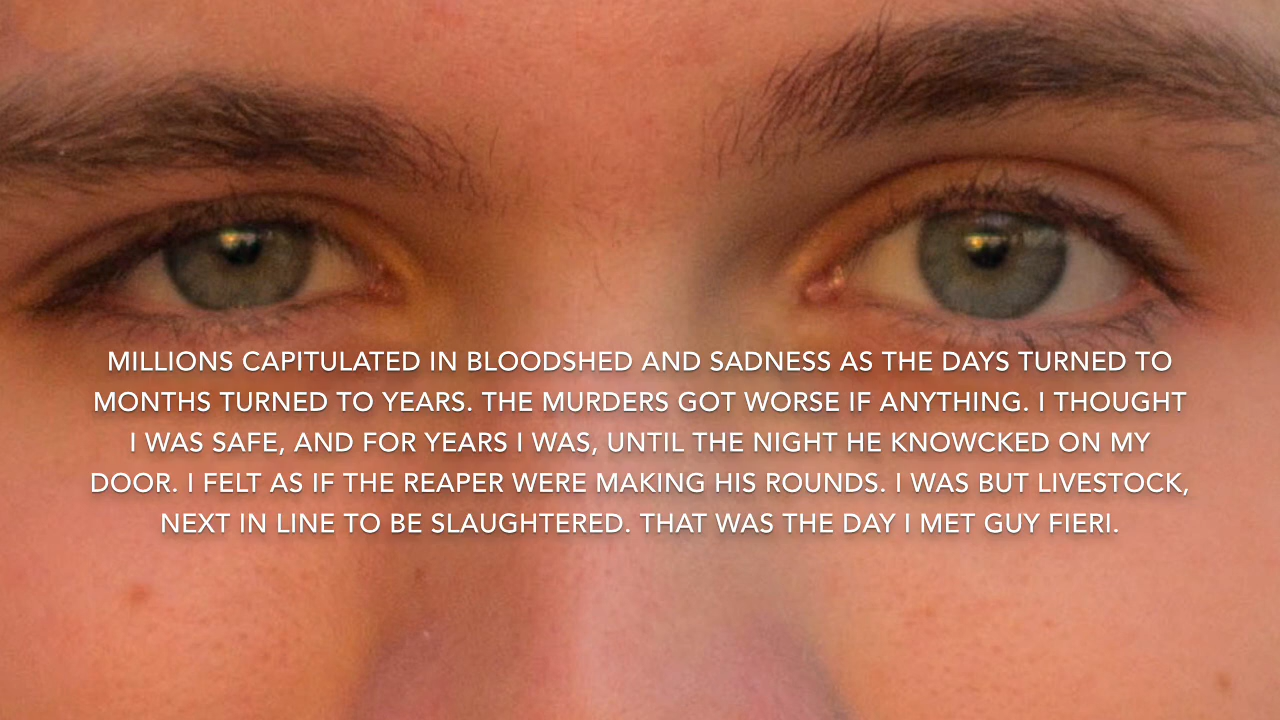 MILLIONS CAPITULATED IN BLOODSHED AND SADNESS AS THE DAYS TURNED TO
MONTHS TURNED TO YEARS. THE MURDERS GOT WORSE IF ANYTHING. I THOUGHT
I WAS SAFE, AND FOR YEARS I WAS, UNTIL THE NIGHT HE KNOWCKED ON MY
DOOR. I FELT AS IF THE REAPER WERE MAKING HIS ROUNDS. I WAS BUT LIVESTOCK,
NEXT IN LINE TO BE SLAUGHTERED. THAT WAS THE DAY I MET GUY FIERI.